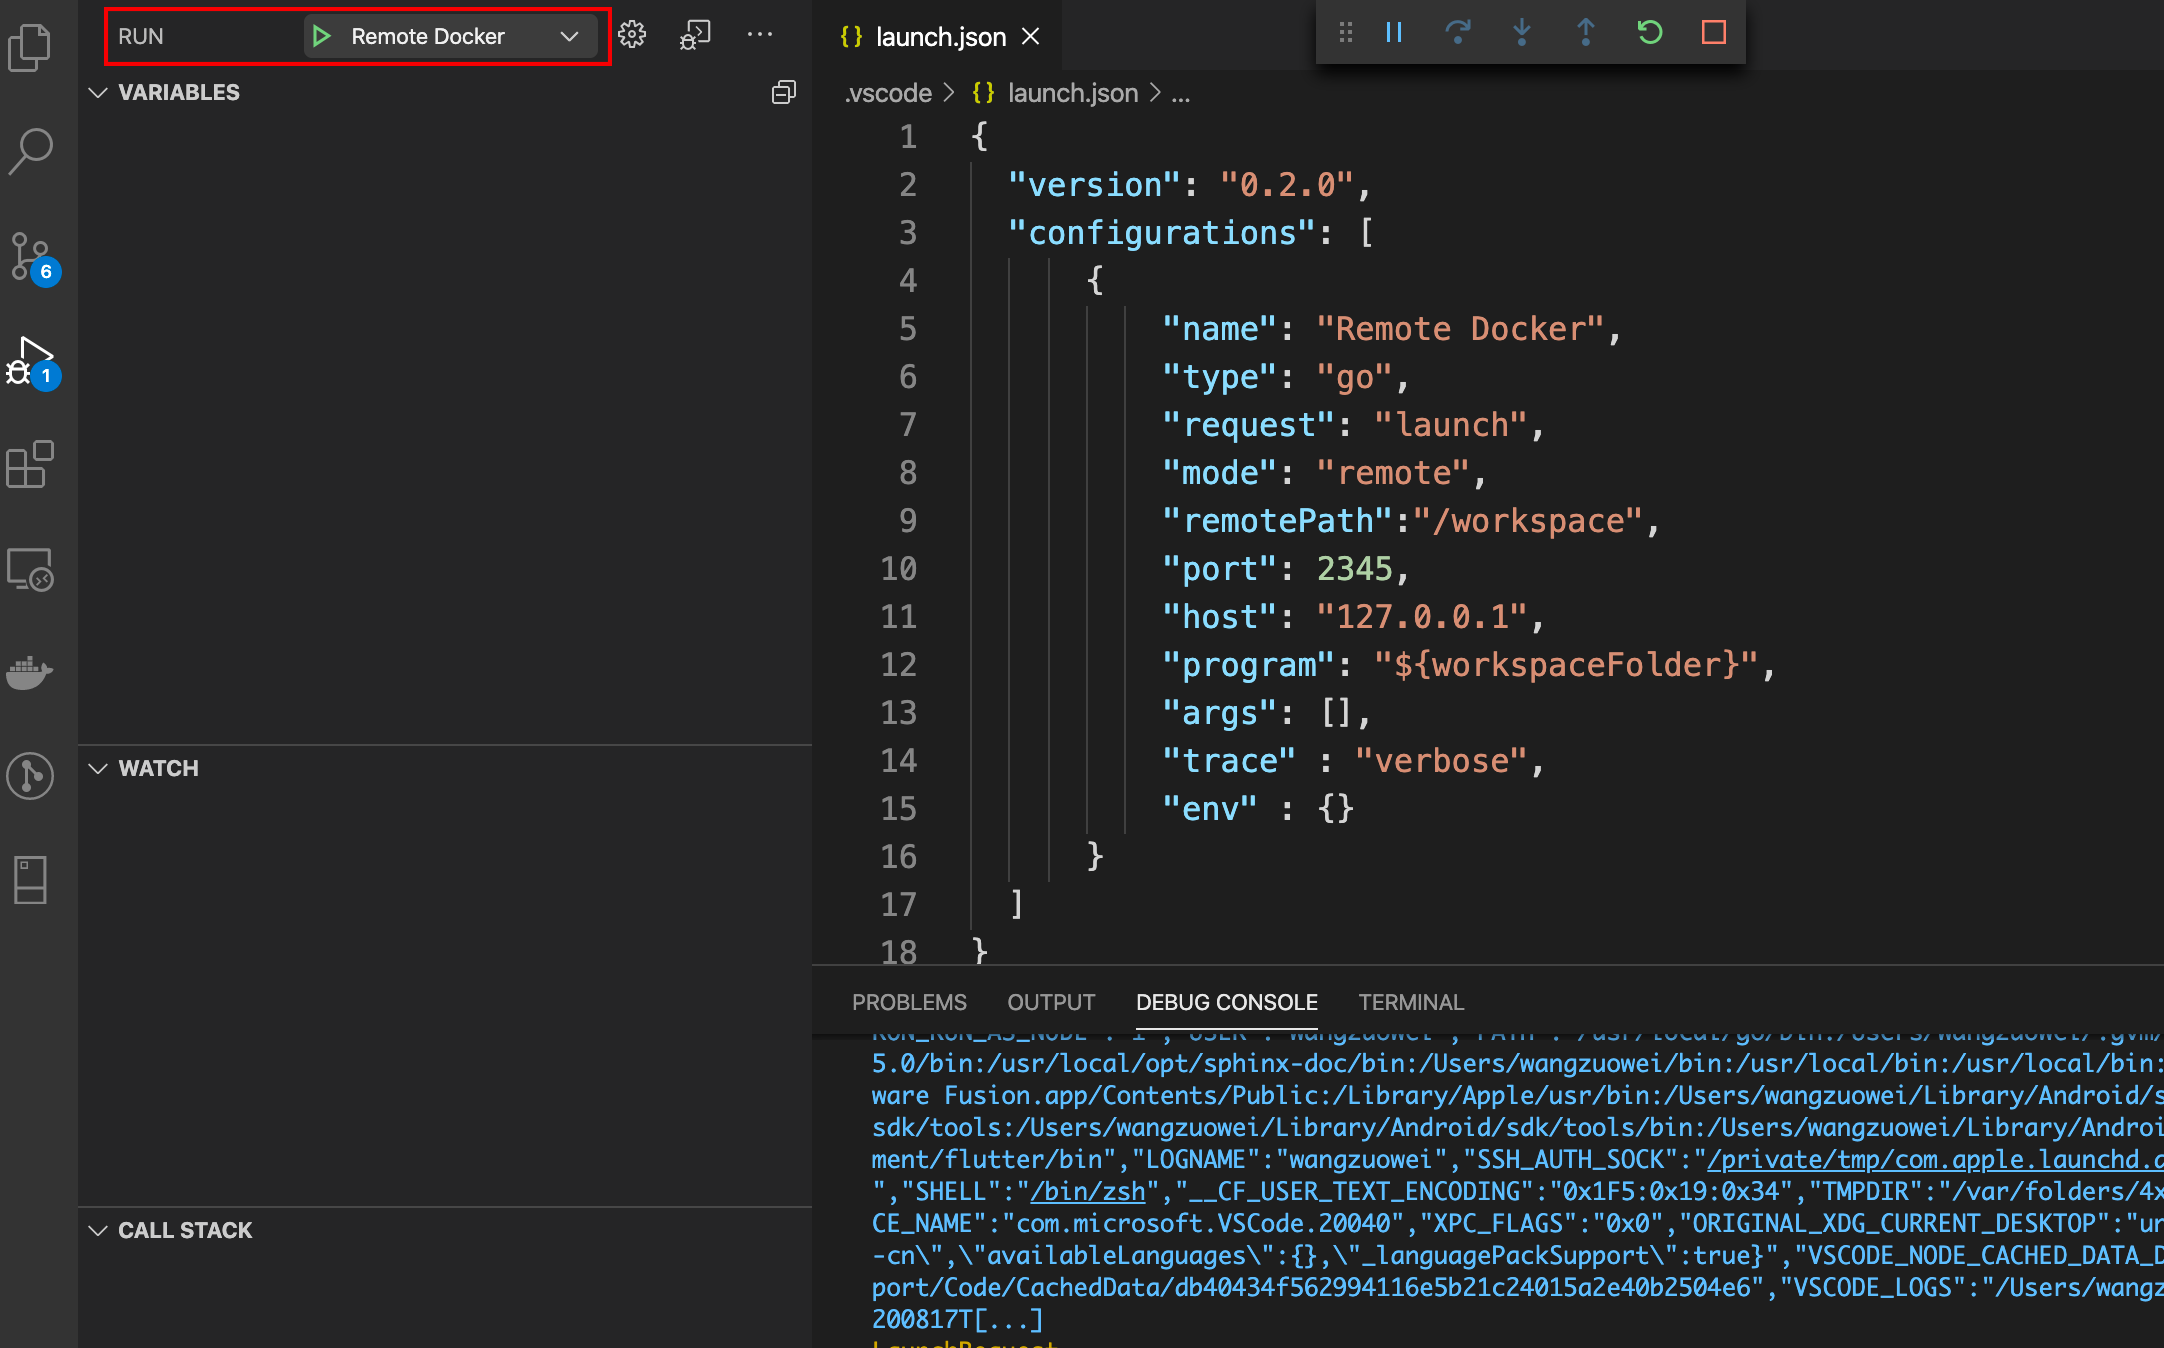 RUN
Remote Docker
VARIABLES
6
1
WATCH
CALL STACK
{} launch.json
.vscode > {} launch.json > ...
1 {
2 "version": "0.2.0",
3 "configurations": [
4 {
5 "name": "Remote Docker",
6 "type": "go",
7 "request": "launch",
8 "mode": "remote",
9 "remotePath":"/workspace",
10 "port": 2345,
11 "host": "127.0.0.1",
12 "program": "${workspaceFolder}",
13 "args": [],
14 "trace" : "verbose",
15 "env" : {}
16 }
17 ]
18 }
PROBLEMS OUTPUT DEBUG CONSOLE TERMINAL
5.0/bin:/usr/local/opt/sphinx-doc/bin:/Users/wangzuowei/bin:/usr/local/bin:/usr/local/bin:
ware Fusion.app/Contents/Public:/Library/Apple/usr/bin:/Users/wangzuowei/Library/Android/s
sdk/tools:/Users/wangzuowei/Library/Android/sdk/tools/bin:/Users/wangzuowei/Library/Androi
ment/flutter/bin","LOGNAME":"wangzuowei","SSH_AUTH_SOCK":"/private/tmp/com.apple.launchd.
","SHELL":"/bin/zsh","__CF_USER_TEXT_ENCODING":"0x1F5:0x19:0x34","TMPDIR":"/var/folders/4x
CE_NAME":"com.microsoft.VSCode.20040","XPC_FLAGS":"0x0","ORIGINAL_XDG_CURRENT_DESKTOP":"un
-cn\",\"availableLanguages\":{},\"_languagePackSupport\":true}","VSCODE_NODE_CACHED_DATA_D
port/Code/CachedData/db40434f562994116e5b21c24015a2e40b2504e6","VSCODE_LOGS":"/Users/wangz
200817T[...]